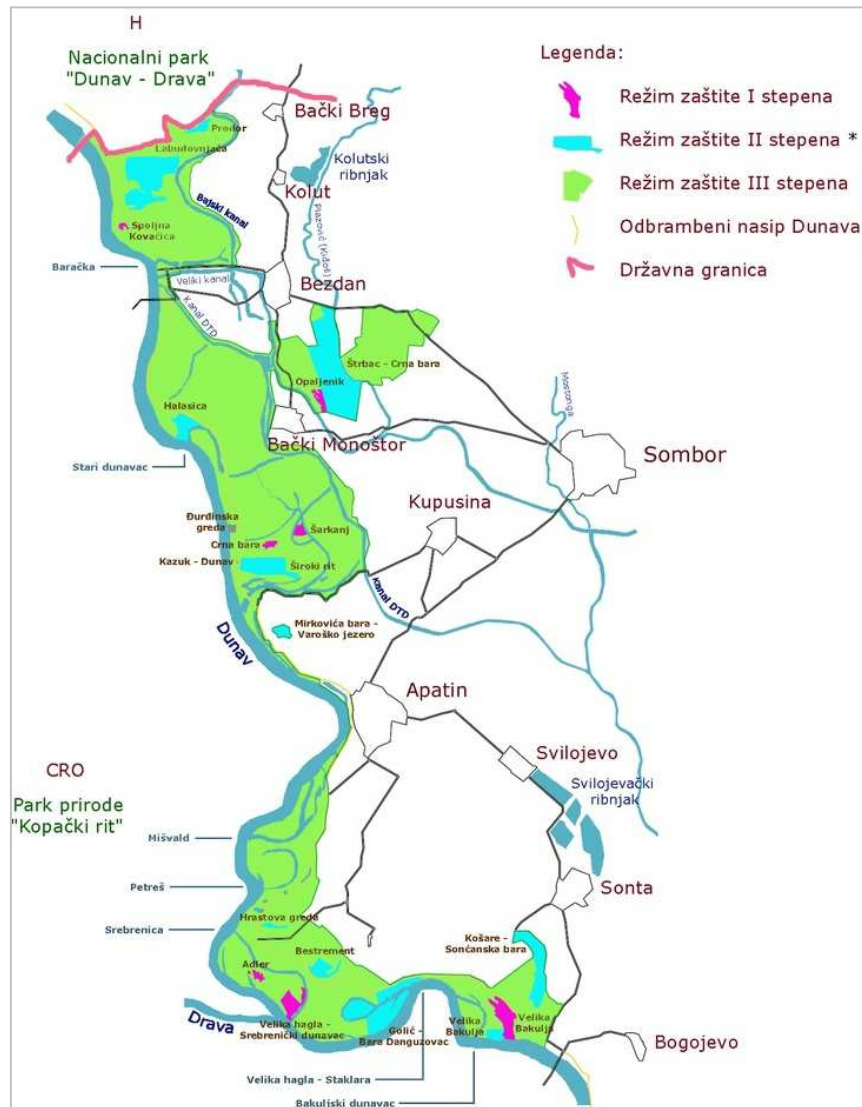 H
Nacionalni park
"Dunav - Drava"
Legenda:
Režim zaštite I stepena
Režim zaštite II stepena *
Režim zaštite III stepena
Odbrambeni nasip Dunava
Državna granica
Bački Breg
Prodor
Labudovnjača
Kolutski
ribnjak
Kolut
Bajski kanal
Plazović (Kiđoš)
Spoljna
Kovačica
Baračka
Veliki kanal
Bezdan
Kanal DTD
Štrbac - Crna bara
Opaljenik
Mostonga
Halasica
Bački Monoštor
Sombor
Stari dunavac
Kupusina
Đurđinska
greda
Šarkanj
Crna bara
Kazuk - Dunav
Široki rit
Kanal DTD
Mirkovića bara -
Varoško jezero
Dunav
Apatin
Svilojevo
CRO
Park prirode
"Kopački rit"
Svilojevački
ribnjak
Mišvald
Petreš
Sonta
Srebrenica
Hrastova greda
Košare -
Sonćanska bara
Bestrement
Adler
Drava
Velika hagla -
Srebrenički dunavac
Golić -
Bara Danguzovac
Velika
Bakulja
Velika
Bakulja
Bogojevo
Velika hagla - Staklara
Bakuljski dunavac